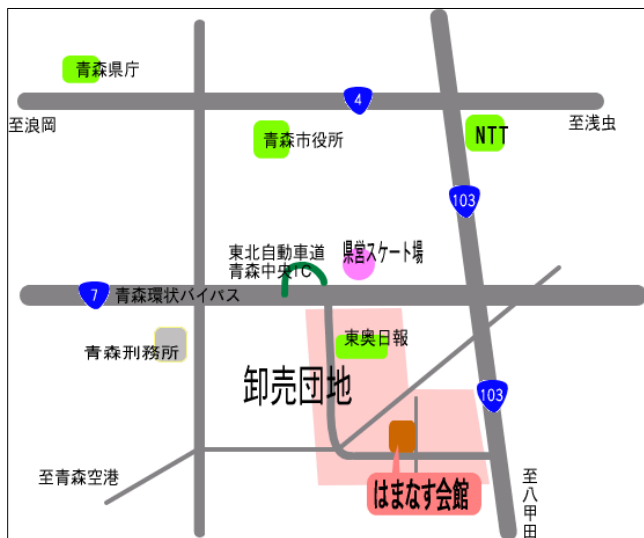 青森県庁
4
至浪岡
至浅虫
青森市役所
NTT
103
東北自動車道
青森中央IC
県営スケート場
7
青森環状バイパス
青森刑務所
東奥日報
卸売団地
103
至青森空港
はまなす会館
至八甲田